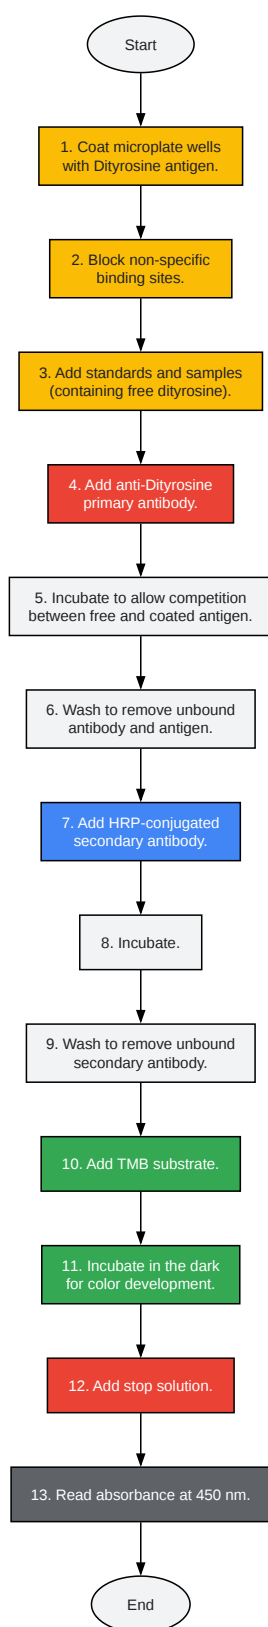 Start
1. Coat microplate wells
with Dityrosine antigen.
2. Block non-specific
binding sites.
3. Add standards and samples
(containing free dityrosine).
4. Add anti-Dityrosine
primary antibody.
5. Incubate to allow competition
between free and coated antigen.
6. Wash to remove unbound
antibody and antigen.
7. Add HRP-conjugated
secondary antibody.
8. Incubate.
9. Wash to remove unbound
secondary antibody.
10. Add TMB substrate.
11. Incubate in the dark
for color development.
12. Add stop solution.
13. Read absorbance at 450 nm.
End